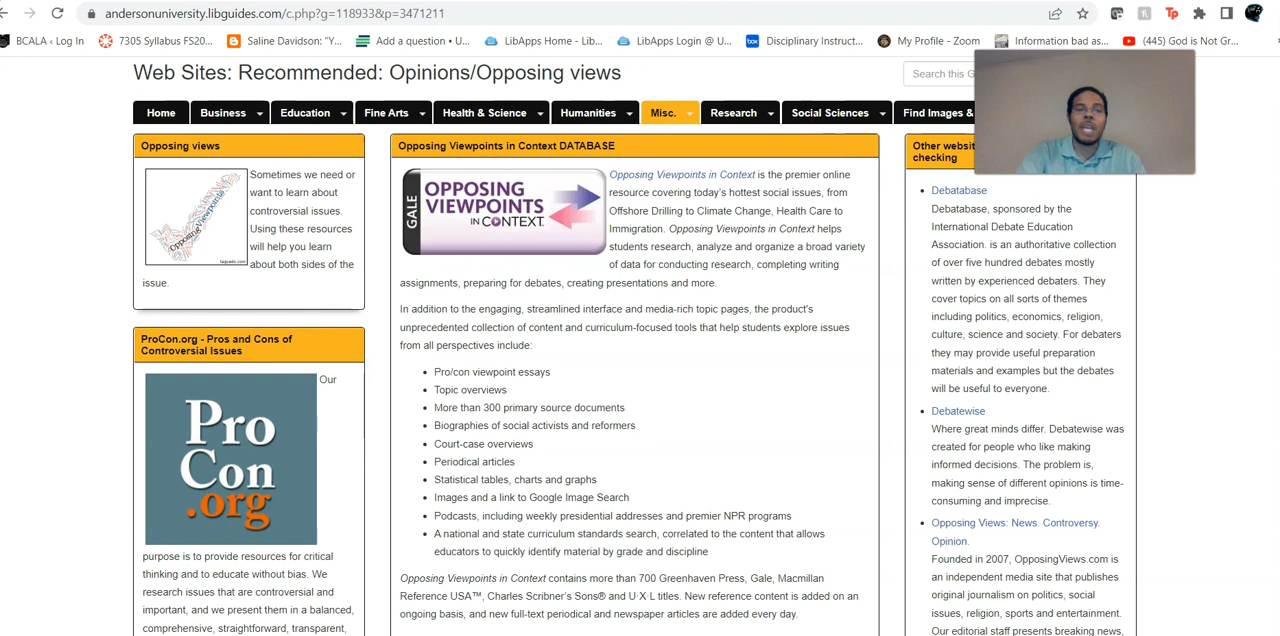 andersonuniversity.libguides.com/c.php?g=118933&p=3471211
BCALA ‹ Log In
7305 Syllabus FS20...
Saline Davidson: "Y...
Add a question • U...
LibApps Home - Lib...
LibApps Login @ U...
box
Disciplinary Instruct...
My Profile - Zoom
Information bad as...
(445) God is Not Gr...
Web Sites: Recommended: Opinions/Opposing views
Search this G
Home
Business
Education
Fine Arts
Health & Science
Humanities
Misc.
Research
Social Sciences
Find Images &
Opposing views
Opposing Viewpoints
Sometimes we need or
want to learn about
controversial issues.
Using these resources
will help you learn
about both sides of the
issue.
ProCon.org - Pros and Cons of
Controversial Issues
Pro
Con
.org
Our
purpose is to provide resources for critical
thinking and to educate without bias. We
research issues that are controversial and
important, and we present them in a balanced,
comprehensive, straightforward, transparent,
Opposing Viewpoints in Context DATABASE
GALE
OPPOSING
VIEWPOINTS
IN CONTEXT
Opposing Viewpoints in Context is the premier online
resource covering today's hottest social issues, from
Offshore Drilling to Climate Change, Health Care to
Immigration. Opposing Viewpoints in Context helps
students research, analyze and organize a broad variety
of data for conducting research, completing writing
assignments, preparing for debates, creating presentations and more.
In addition to the engaging, streamlined interface and media-rich topic pages, the product's
unprecedented collection of content and curriculum-focused tools that help students explore issues
from all perspectives include:
• Pro/con viewpoint essays
• Topic overviews
• More than 300 primary source documents
• Biographies of social activists and reformers
• Court-case overviews
• Periodical articles
• Statistical tables, charts and graphs
• Images and a link to Google Image Search
• Podcasts, including weekly presidential addresses and premier NPR programs
• A national and state curriculum standards search, correlated to the content that allows
educators to quickly identify material by grade and discipline
Opposing Viewpoints in Context contains more than 700 Greenhaven Press, Gale, Macmillan
Reference USA™, Charles Scribner's Sons® and U·X·L titles. New reference content is added on an
ongoing basis, and new full-text periodical and newspaper articles are added every day.
Other website
checking
• Debatabase
Debatabase, sponsored by the
International Debate Education
Association. is an authoritative collection
of over five hundred debates mostly
written by experienced debaters. They
cover topics on all sorts of themes
including politics, economics, religion,
culture, science and society. For debaters
they may provide useful preparation
materials and examples but the debates
will be useful to everyone.
• Debatewise
Where great minds differ. Debatewise was
created for people who like making
informed decisions. The problem is,
making sense of different opinions is time-
consuming and imprecise.
• Opposing Views: News. Controversy.
Opinion.
Founded in 2007, OpposingViews.com is
an independent media site that publishes
original journalism on politics, social
issues, religion, sports and entertainment.
Our editorial staff presents breaking news,